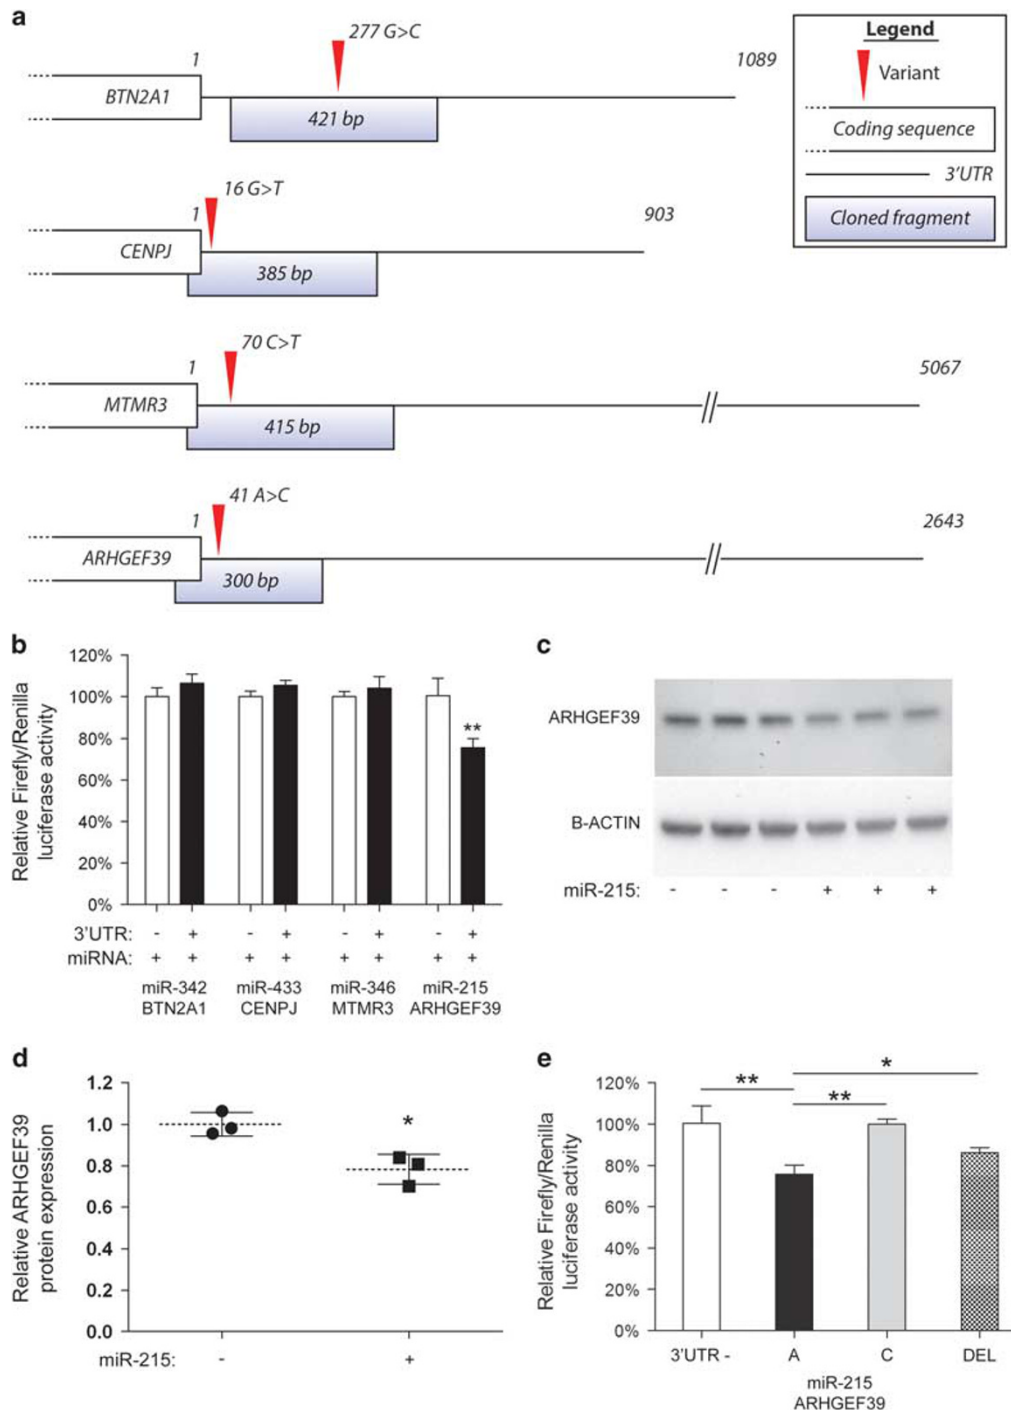 a
277 G>C
1
1089
BTN2A1
421 bp
Legend
Variant
Coding sequence
3'UTR
Cloned fragment
16 G>T
1
903
CENPJ
385 bp
70 C>T
1
5067
MTMR3
415 bp
41 A>C
1
2643
ARHGEF39
300 bp
b
Relative Firefly/Renilla
luciferase activity
120%
100%
80%
60%
40%
20%
0%
**
3'UTR: - + - + - + - +
miRNA: + + + + + + + +
miR-342 miR-433 miR-346 miR-215
BTN2A1 CENPJ MTMR3 ARHGEF39
c
ARHGEF39
B-ACTIN
miR-215: - - - + + +
d
Relative ARHGEF39
protein expression
1.2
1.0
0.8
0.6
0.4
0.2
0.0
*
miR-215: - +
e
Relative Firefly/Renilla
luciferase activity
120%
100%
80%
60%
40%
20%
0%
*
**
**
3'UTR - A C DEL
miR-215
ARHGEF39